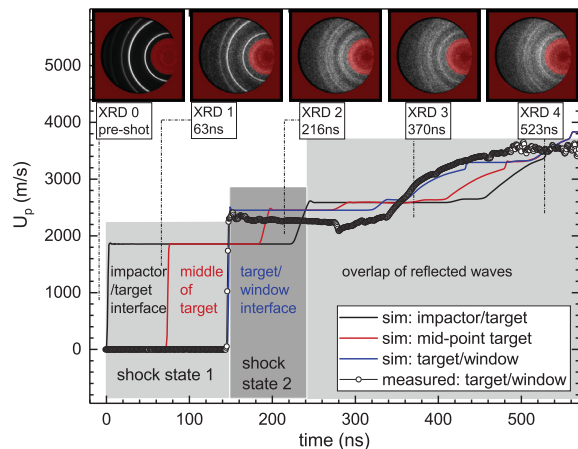 XRD 0
pre-shot
XRD 1
63ns
XRD 2
216ns
XRD 3
370ns
XRD 4
523ns
5000
4000
3000
2000
1000
0
Up (m/s)
impactor
/target
interface
middle
of
target
target/
window
interface
overlap of reflected waves
shock state 1
shock
state 2
sim: impactor/target
sim: mid-point target
sim: target/window
measured: target/window
0
100
200
300
400
500
time (ns)